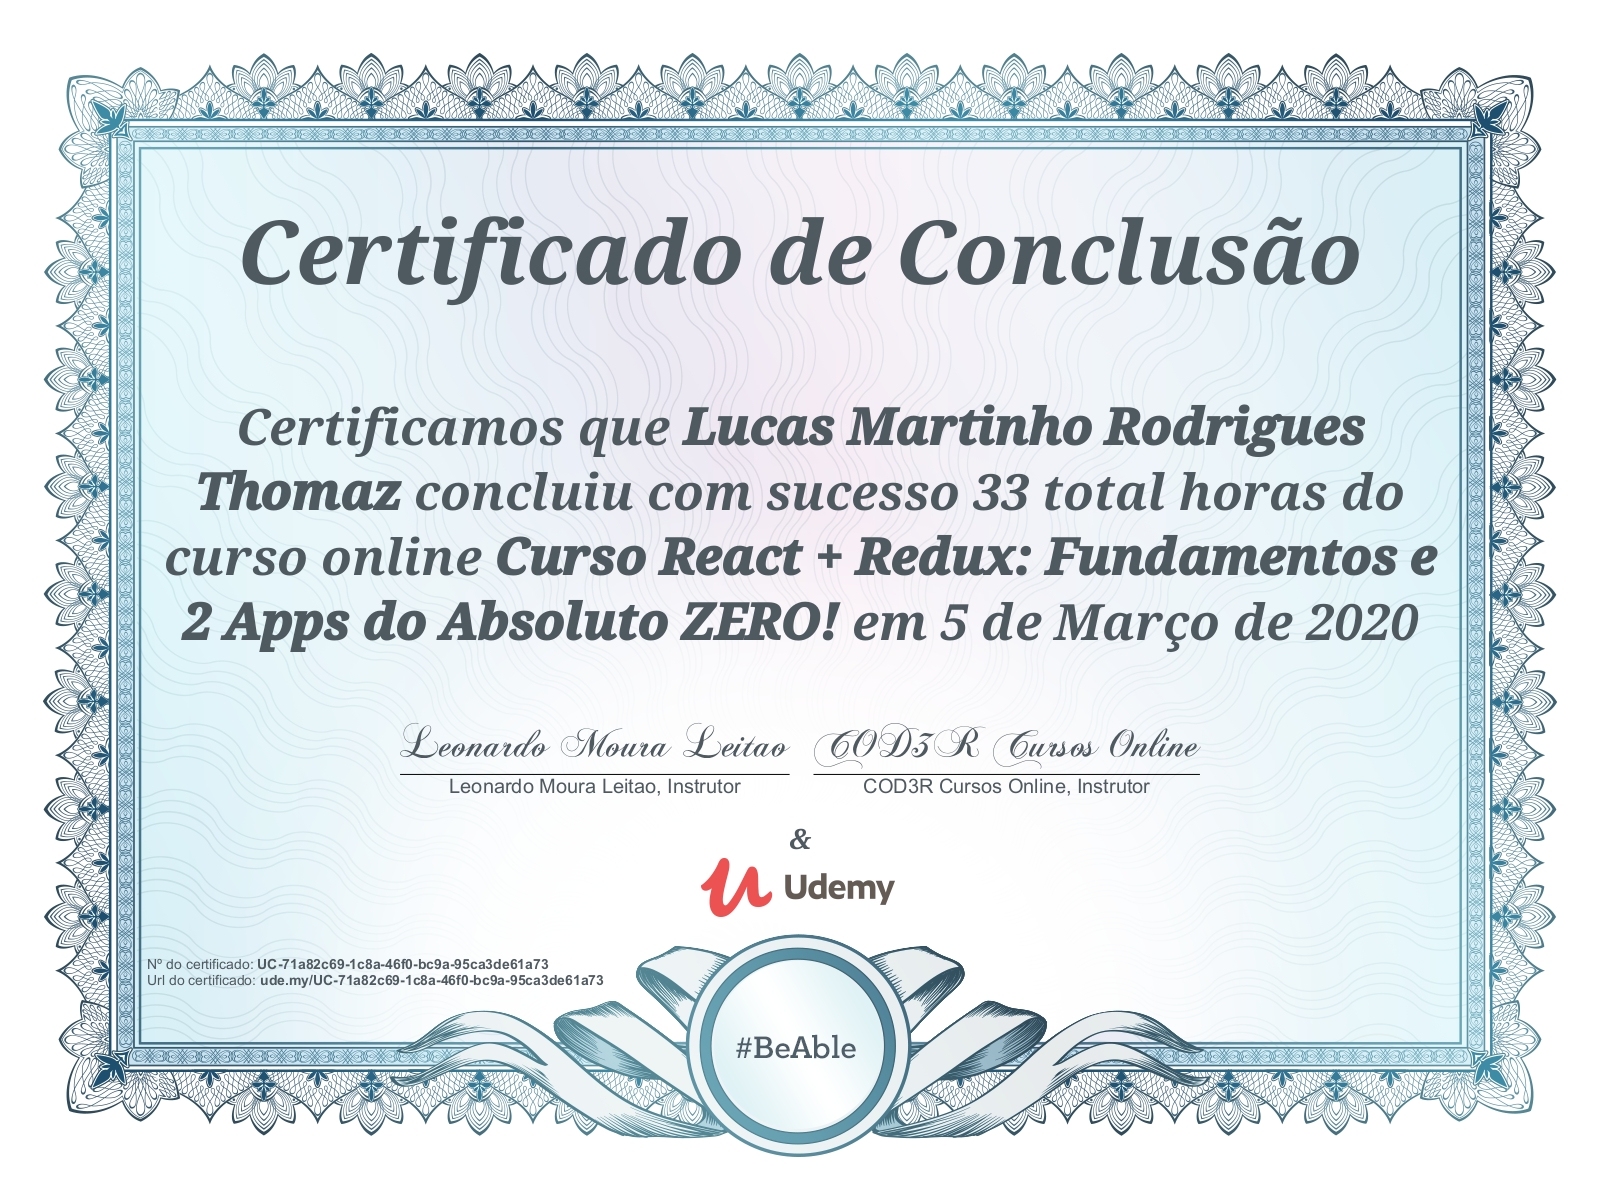 Certificado de Conclusão
Certificamos que Lucas Martinho Rodrigues
Thomaz concluiu com sucesso 33 total horas do
curso online Curso React + Redux: Fundamentos e
2 Apps do Absoluto ZERO! em 5 de Março de 2020
Leonardo Moura Leitao COD3R Cursos Online
Leonardo Moura Leitao, Instrutor COD3R Cursos Online, Instrutor
&
Udemy
Nº do certificado: UC-71a82c69-1c8a-46f0-bc9a-95ca3de61a73
Url do certificado: ude.my/UC-71a82c69-1c8a-46f0-bc9a-95ca3de61a73
#BeAble